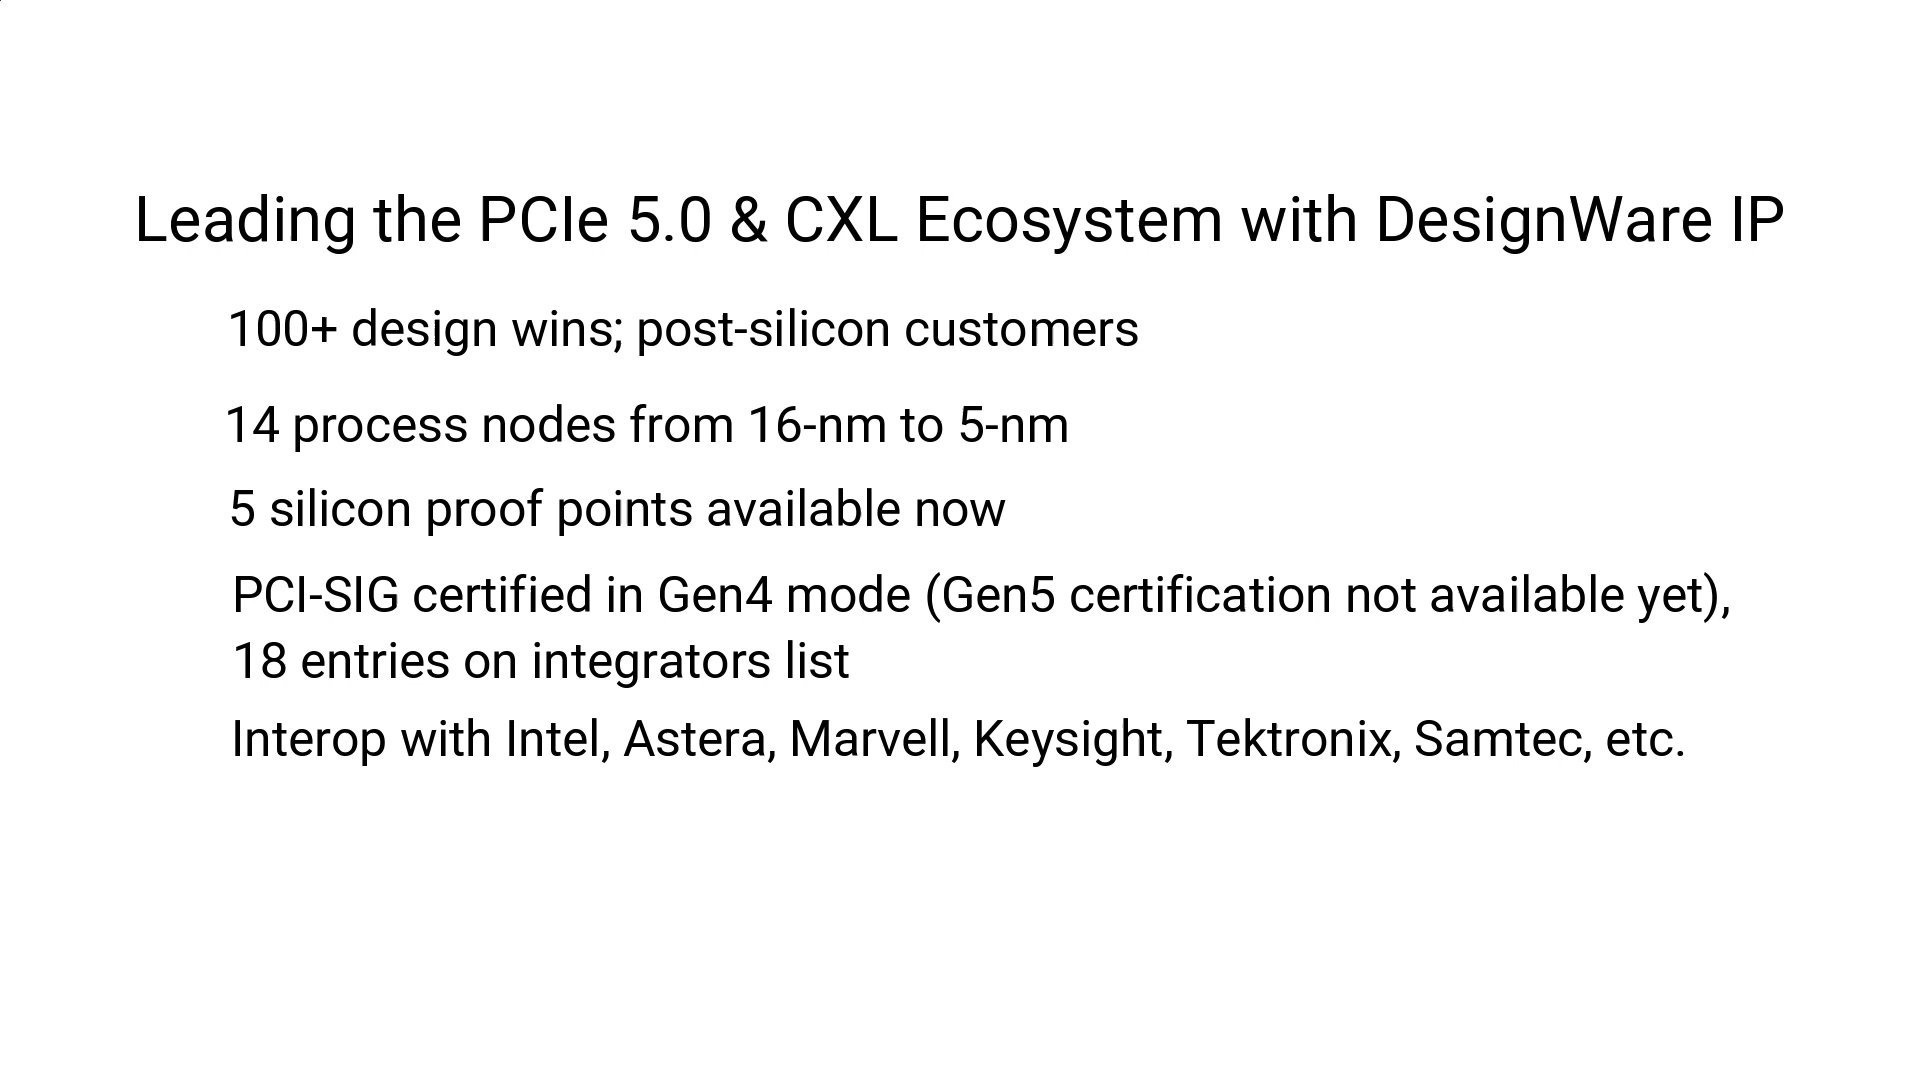 Leading the PCIe 5.0 & CXL Ecosystem with DesignWare IP
100+ design wins; post-silicon customers
14 process nodes from 16-nm to 5-nm
5 silicon proof points available now
PCI-SIG certified in Gen4 mode (Gen5 certification not available yet),
18 entries on integrators list
Interop with Intel, Astera, Marvell, Keysight, Tektronix, Samtec, etc.